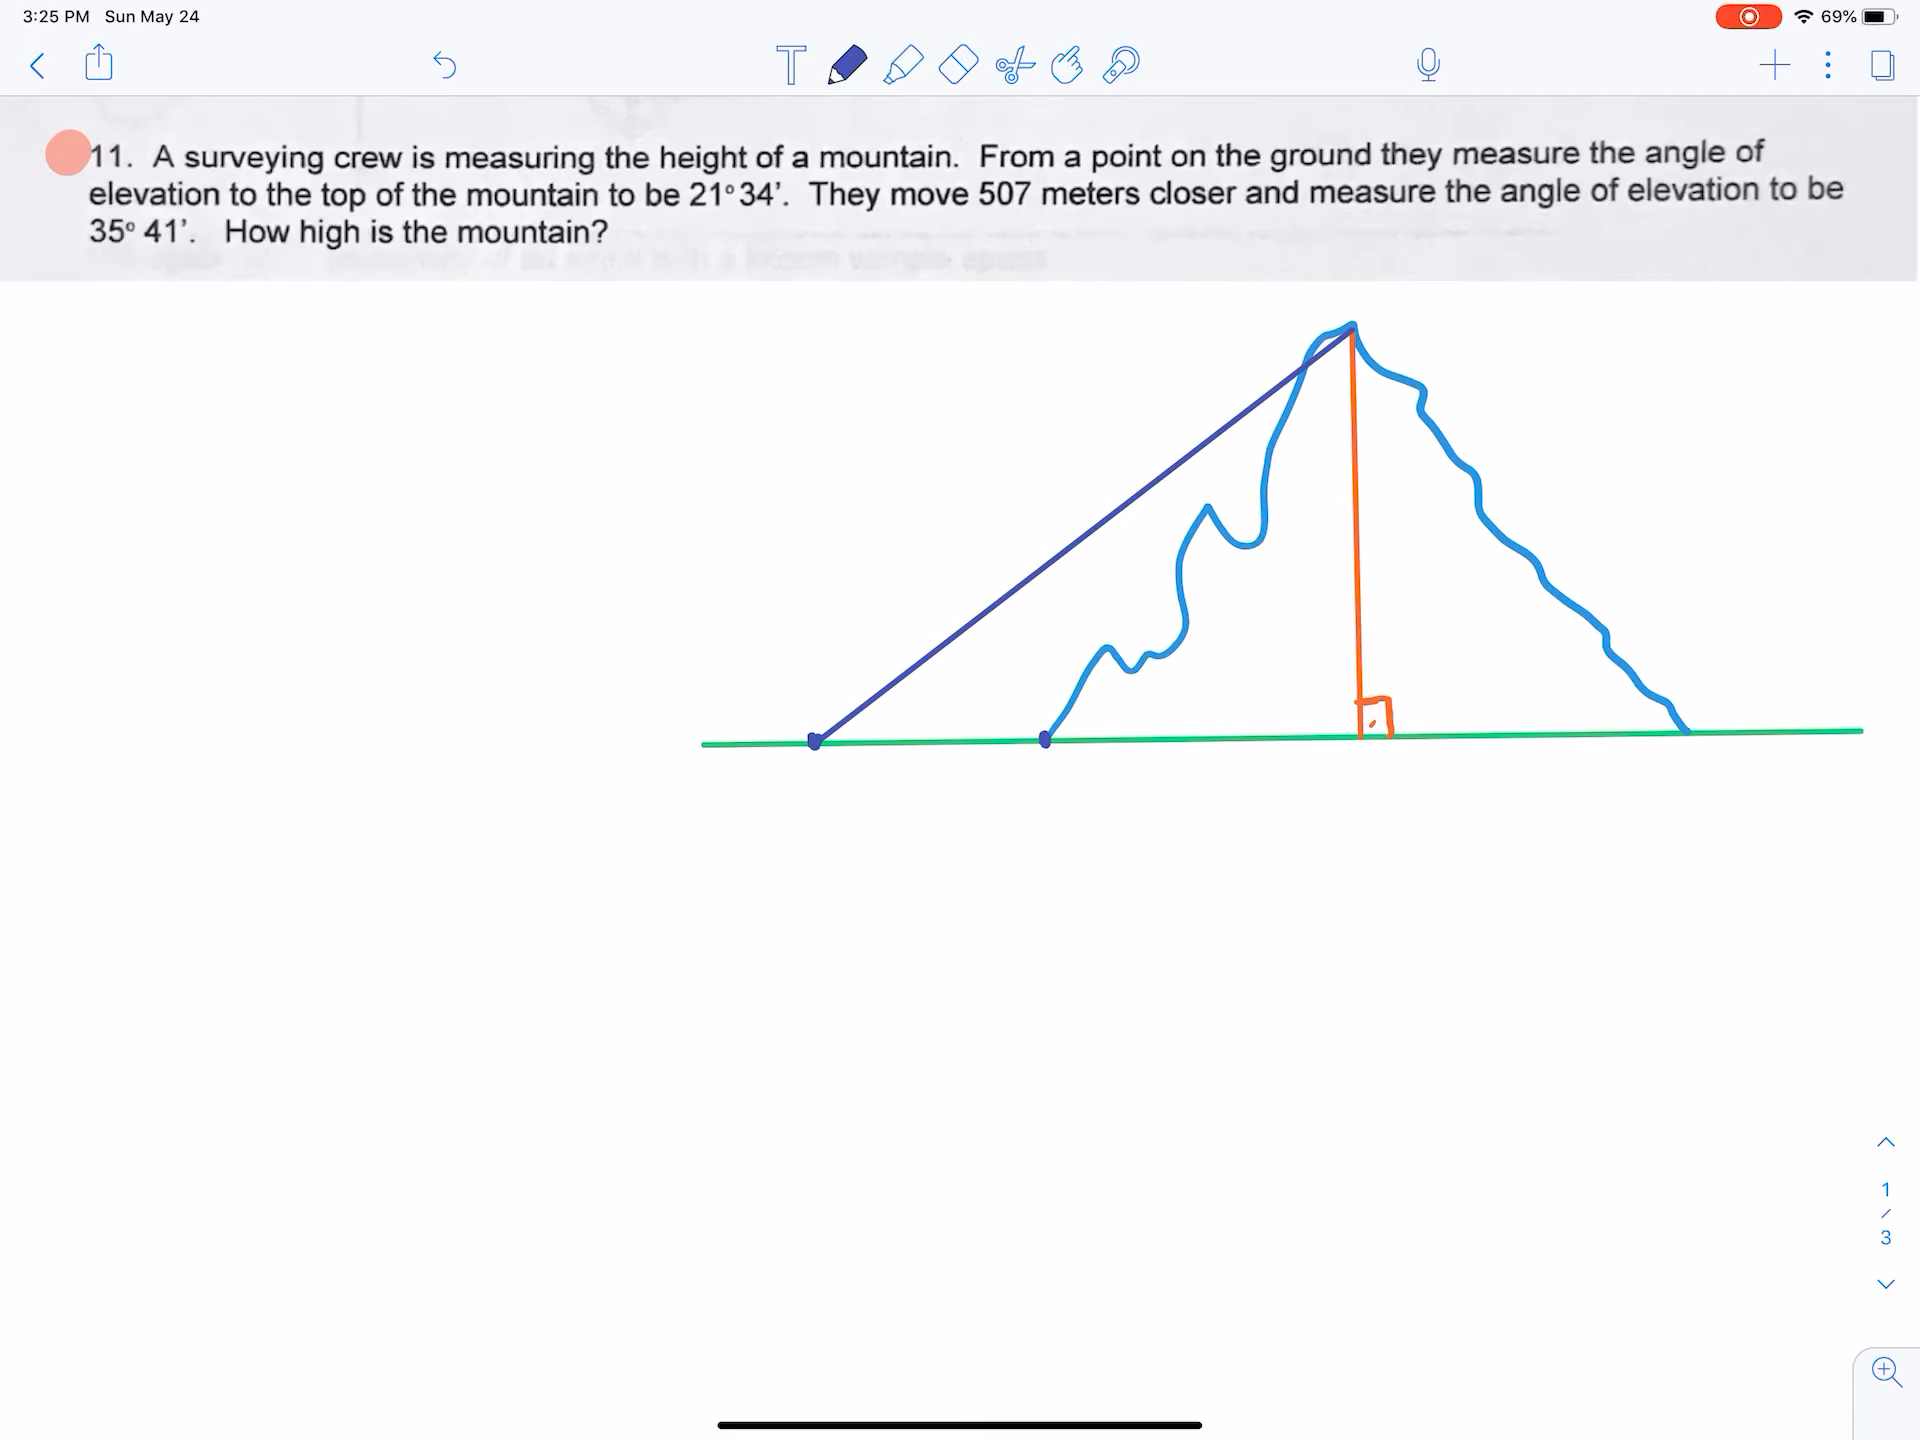 3:25 PM Sun May 24
69%
T
11. A surveying crew is measuring the height of a mountain. From a point on the ground they measure the angle of
elevation to the top of the mountain to be 21° 34'. They move 507 meters closer and measure the angle of elevation to be
35° 41'. How high is the mountain?
1
/
3